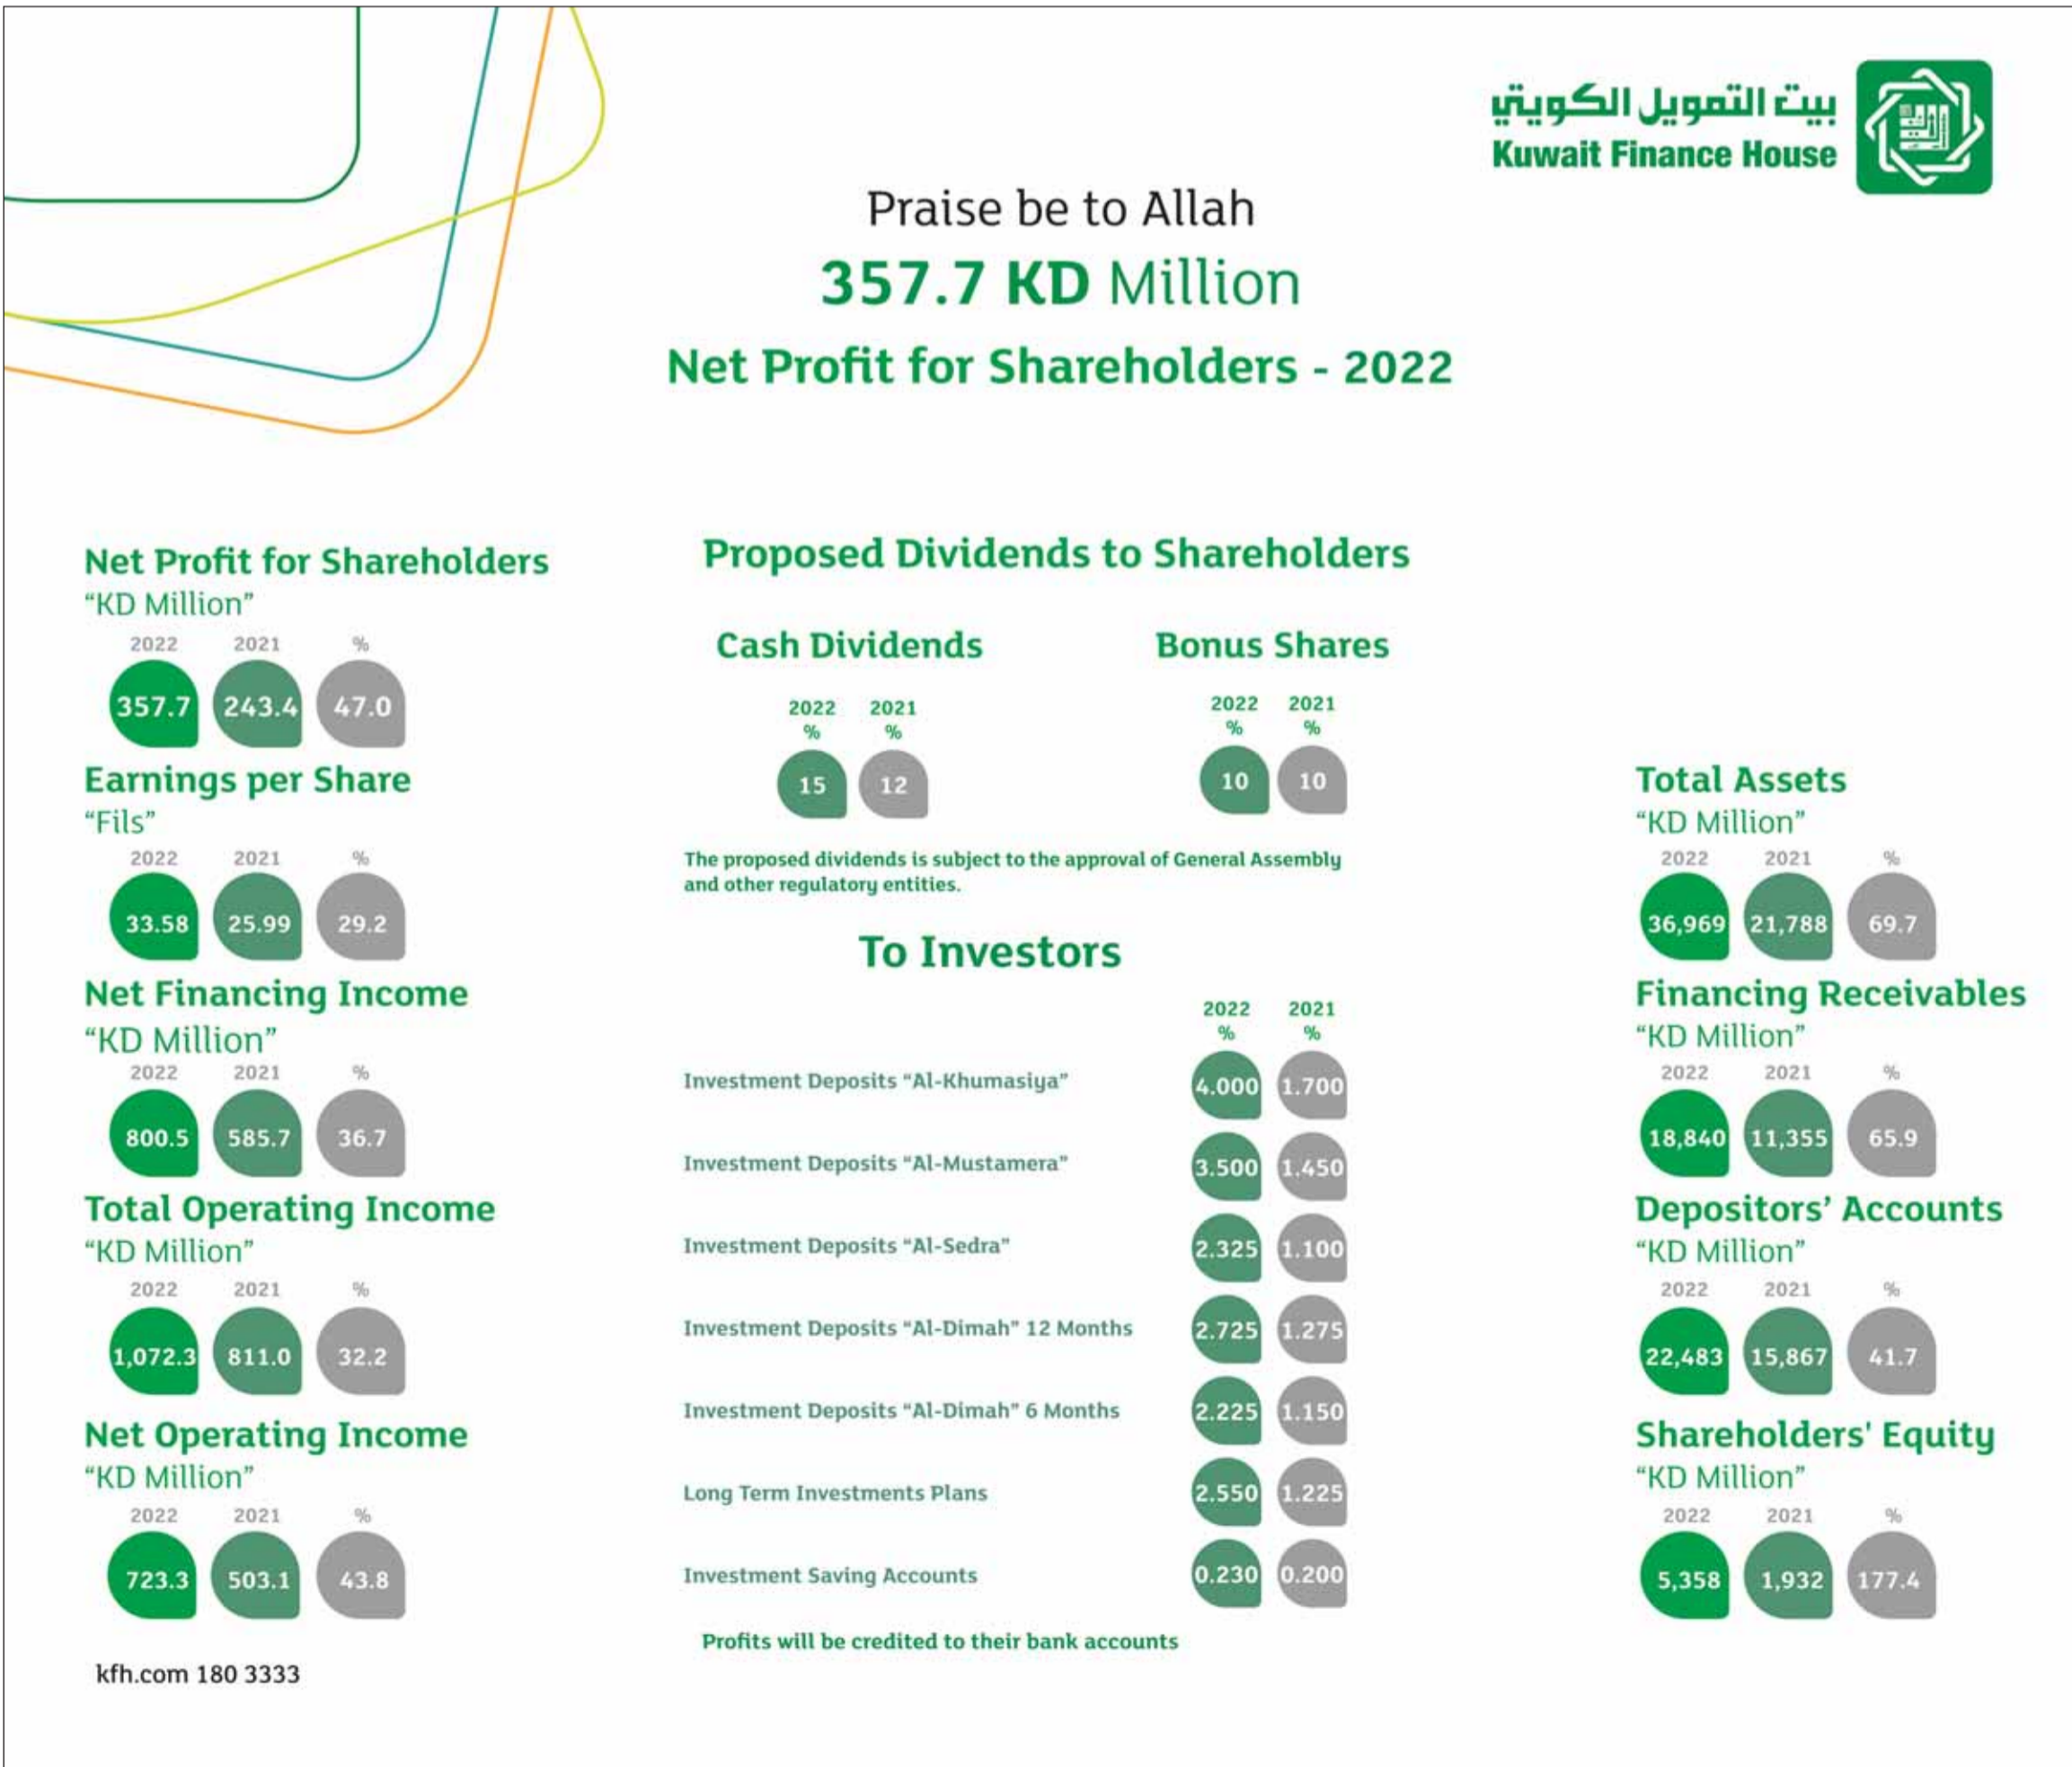 بيت التمويل الكويتي
Kuwait Finance House
Praise be to Allah
357.7 KD Million
Net Profit for Shareholders - 2022
Net Profit for Shareholders
“KD Million”
2022 2021 %
357.7 243.4 47.0
Earnings per Share
“Fils”
2022 2021 %
33.58 25.99 29.2
Net Financing Income
“KD Million”
2022 2021 %
800.5 585.7 36.7
Total Operating Income
“KD Million”
2022 2021 %
1,072.3 811.0 32.2
Net Operating Income
“KD Million”
2022 2021 %
723.3 503.1 43.8
kfh.com 180 3333
Proposed Dividends to Shareholders
Cash Dividends
2022 2021
% %
15 12
Bonus Shares
2022 2021
% %
10 10
The proposed dividends is subject to the approval of General Assembly
and other regulatory entities.
To Investors
2022 2021
% %
Investment Deposits “Al-Khumasiya” 4.000 1.700
Investment Deposits “Al-Mustamera” 3.500 1.450
Investment Deposits “Al-Sedra” 2.325 1.100
Investment Deposits “Al-Dimah” 12 Months 2.725 1.275
Investment Deposits “Al-Dimah” 6 Months 2.225 1.150
Long Term Investments Plans 2.550 1.225
Investment Saving Accounts 0.230 0.200
Profits will be credited to their bank accounts
Total Assets
“KD Million”
2022 2021 %
36,969 21,788 69.7
Financing Receivables
“KD Million”
2022 2021 %
18,840 11,355 65.9
Depositors’ Accounts
“KD Million”
2022 2021 %
22,483 15,867 41.7
Shareholders' Equity
“KD Million”
2022 2021 %
5,358 1,932 177.4